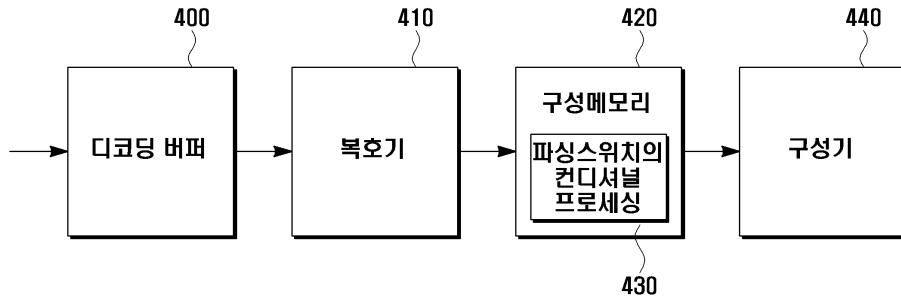 400
410
420
440
디코딩 버퍼
복호기
구성메모리
구성기
파싱스위치의
컨디셔널
프로세싱
430